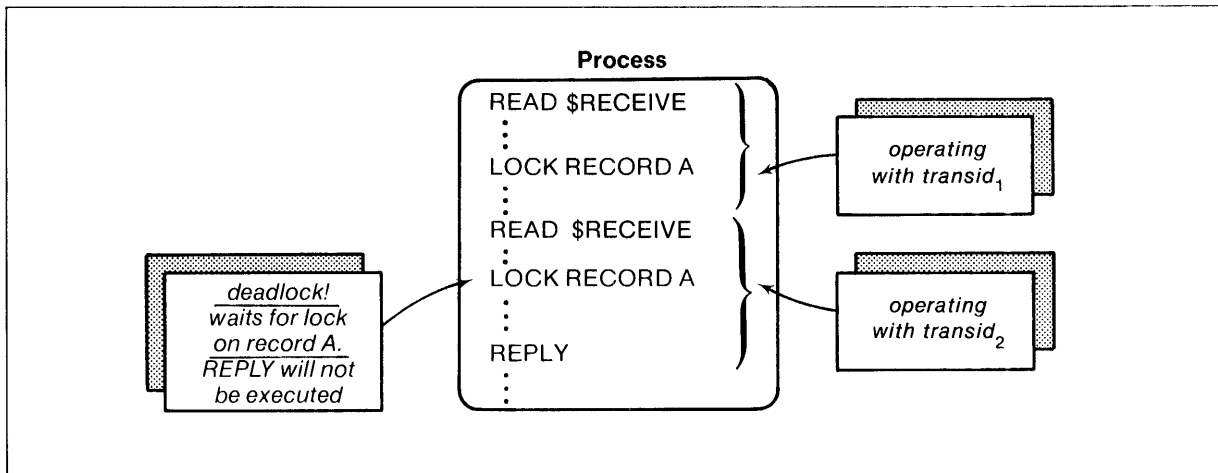 Process
READ $RECEIVE
LOCK RECORD A
READ $RECEIVE
LOCK RECORD A
REPLY
operating
with transid1
operating
with transid2
deadlock!
waits for lock
on record A.
REPLY will not
be executed